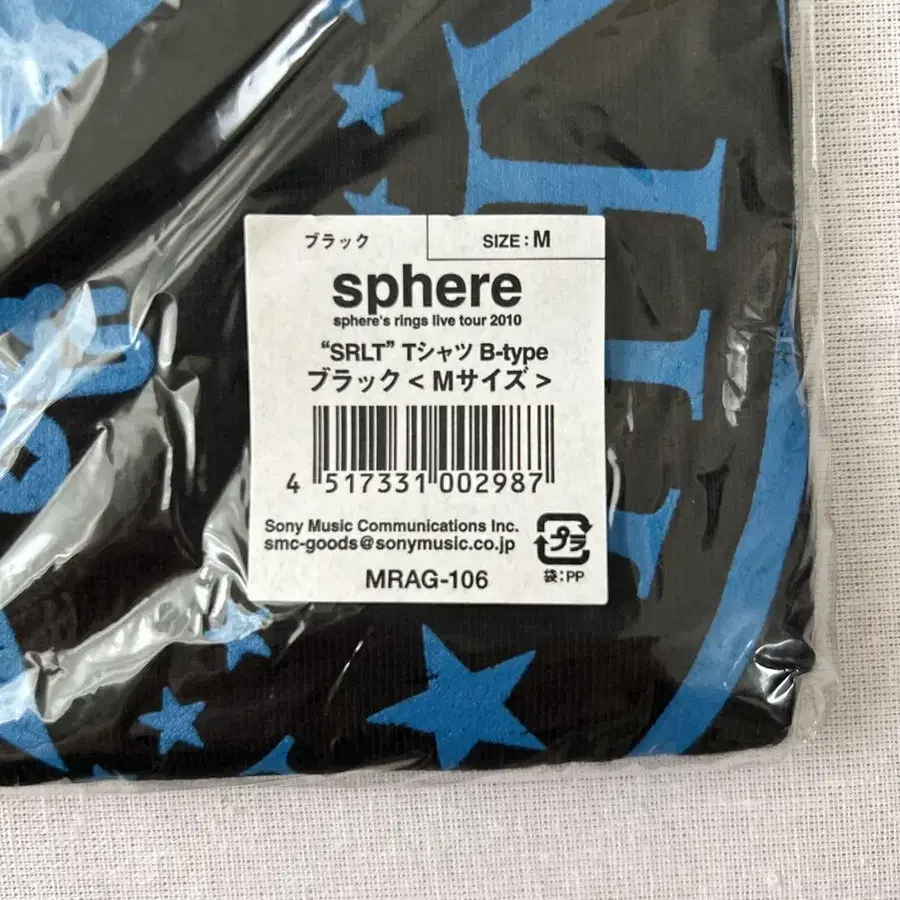 ブラック
SIZE : M
sphere
sphere's rings live tour 2010
“SRLT” Tシャツ B-type
ブラック < Mサイズ >
4 517331 002987
Sony Music Communications Inc.
smc-goods@sonymusic.co.jp
プラ
袋:PP
MRAG-106